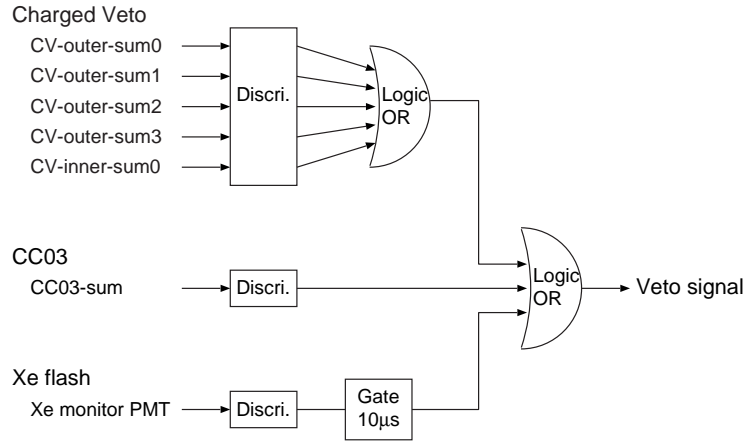 Charged Veto
CV-outer-sum0
CV-outer-sum1
CV-outer-sum2
CV-outer-sum3
CV-inner-sum0
Discri.
Logic
OR
CC03
CC03-sum
Discri.
Logic
OR
Veto signal
Xe flash
Xe monitor PMT
Discri.
Gate
10μs